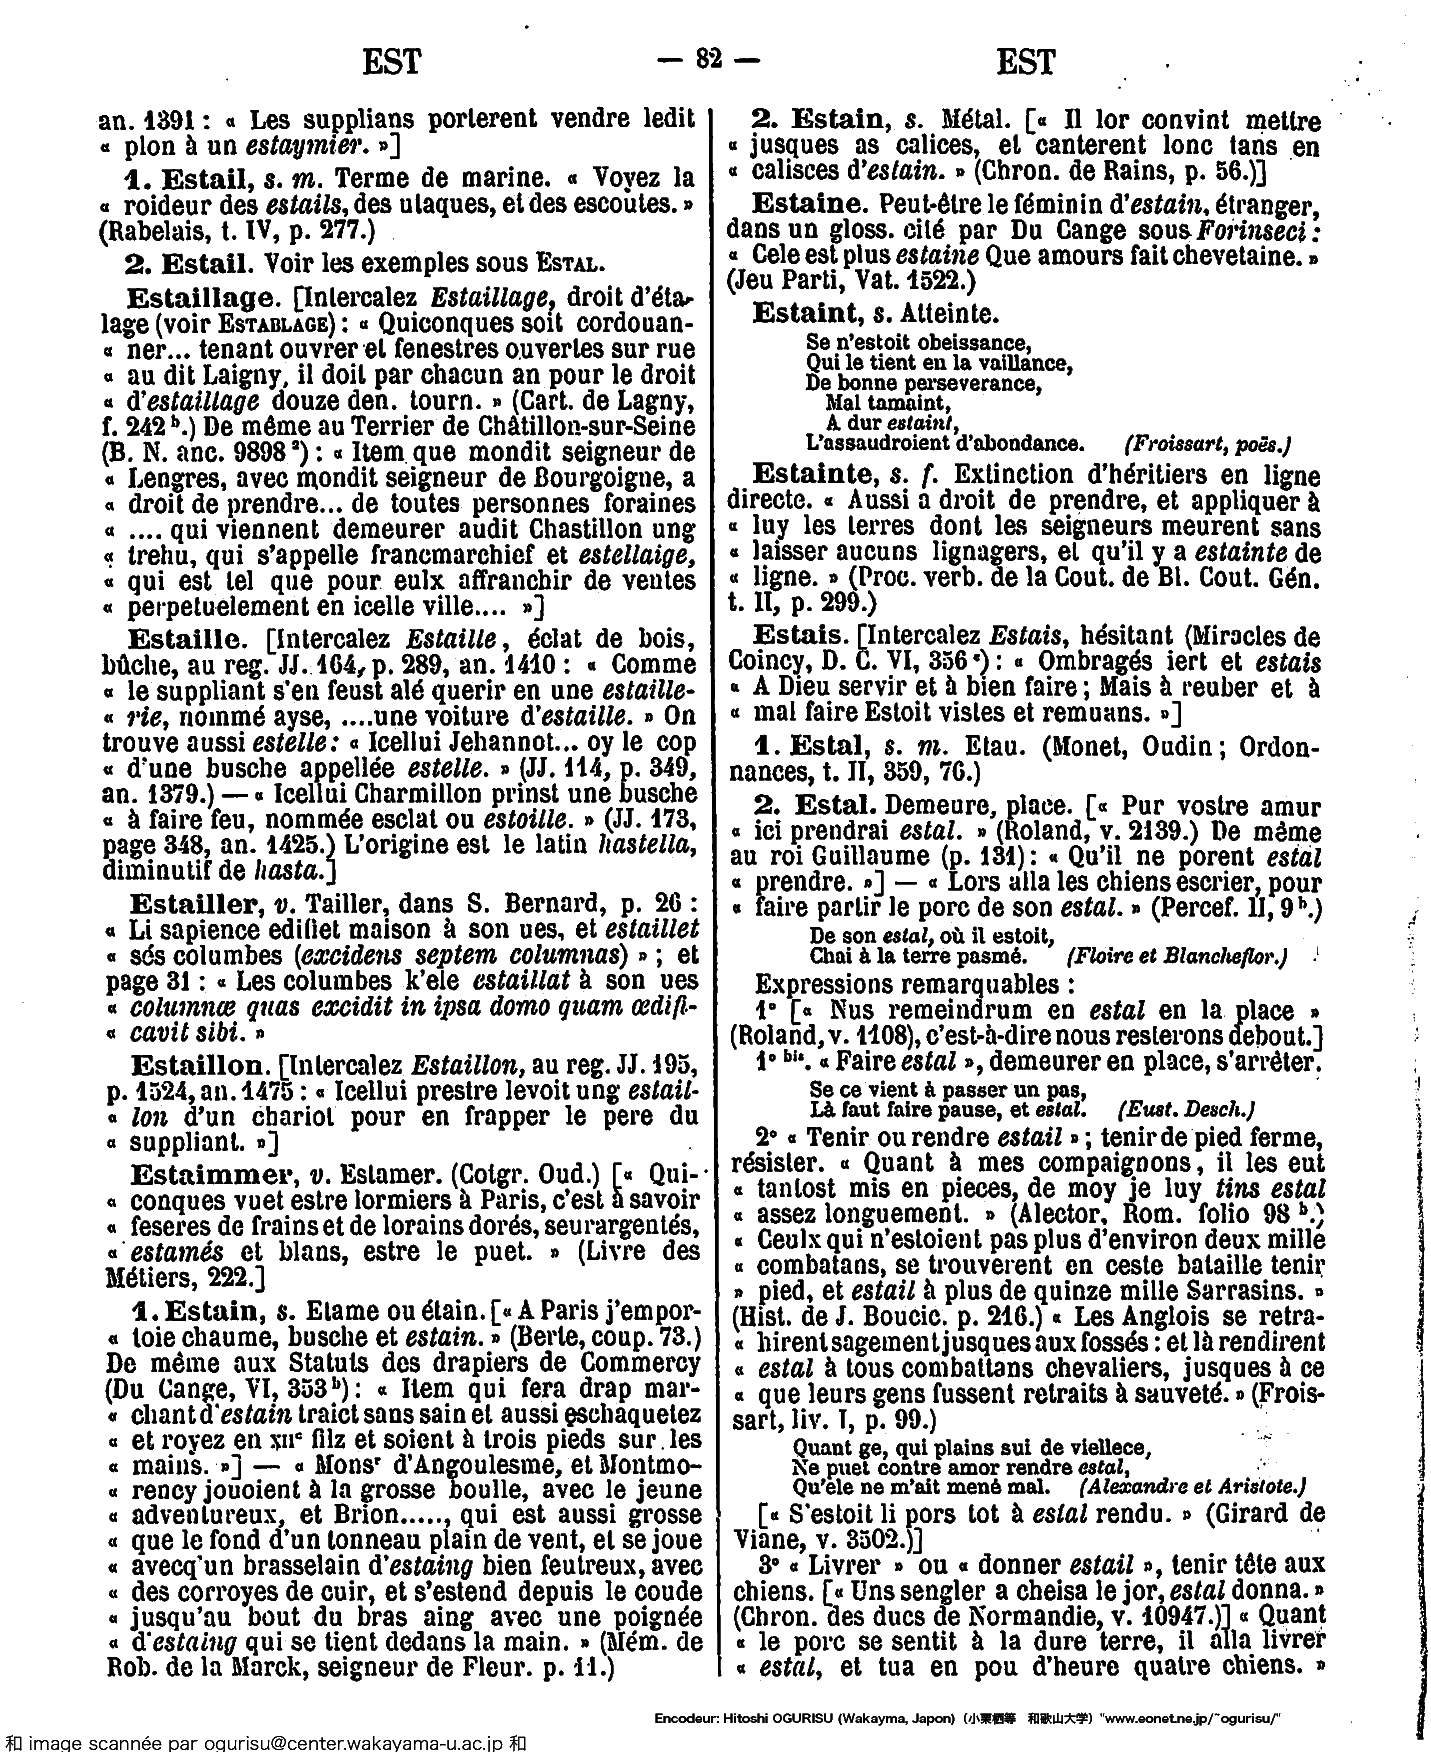 EST — 82 — EST
an. 1391 : « Les supplians porterent vendre ledit
« plon à un estaymier. »]
1. Estail, s. m. Terme de marine. « Voyez la
« roideur des estails, des utaques, et des escoutes. »
(Rabelais, t. IV, p. 277.)
2. Estail. Voir les exemples sous ESTAL.
Estaillage. [Intercalez Estaillage, droit d'éta-
lage (voir ESTABLAGE) : « Quiconques soit cordouan-
« ner... tenant ouvrer et fenestres ouvertes sur rue
« au dit Laigny, il doit par chacun an pour le droit
« d'estaillage douze den. tourn. » (Cart. de Lagny,
f. 242 b.) De même au Terrier de Châtillon-sur-Seine
(B. N. anc. 9898 ²) : « Item que mondit seigneur de
« Lengres, avec mondit seigneur de Bourgoigne, a
« droit de prendre... de toutes personnes foraines
« .... qui viennent demeurer audit Chastillon ung
« trehu, qui s'appelle francmarchief et estellaige,
« qui est tel que pour eulx affranchir de ventes
« perpetuelement en icelle ville.... »]
Estaille. [Intercalez Estaille, éclat de bois,
bûche, au reg. JJ. 164, p. 289, an. 1410 : « Comme
« le suppliant s'en feust alé querir en une estaille-
« rie, nommé ayse, ....une voiture d'estaille. » On
trouve aussi estelle : « Icellui Jehannot... oy le cop
« d'une busche appellée estelle. » (JJ. 114, p. 349,
an. 1379.) — « Icellui Charmillon prinst une busche
« à faire feu, nommée esclat ou estoille. » (JJ. 173,
page 348, an. 1425.) L'origine est le latin hastella,
diminutif de hasta.]
Estailler, v. Tailler, dans S. Bernard, p. 26 :
« Li sapience edifiet maison à son ues, et estaillet
« sés columbes (excidens septem columnas) » ; et
page 31 : « Les columbes k'ele estaillat à son ues
« columnæ quas excidit in ipsa domo quam œdifi-
« cavit sibi. »
Estaillon. [Intercalez Estaillon, au reg. JJ. 195,
p. 1524, an. 1475 : « Icellui prestre levoit ung estail-
« lon d'un chariot pour en frapper le pere du
« suppliant. »]
Estaimmer, v. Estamer. (Cotgr. Oud.) [« Qui-
« conques vuet estre lormiers à Paris, c'est à savoir
« feseres de frains et de lorains dorés, seurargentés,
« estamés et blans, estre le puet. » (Livre des
Métiers, 222.]
1. Estain, s. Etame ou étain. [« A Paris j'empor-
« toie chaume, busche et estain. » (Berte, coup. 73.)
De même aux Statuts des drapiers de Commercy
(Du Cange, VI, 353 b) : « Item qui fera drap mar-
« chant d'estain traict sans sain et aussi eschaquetez
« et royez en XIIc filz et soient à trois pieds sur les
« mains. »] — « Monsr d'Angoulesme, et Montmo-
« rency jouoient à la grosse boulle, avec le jeune
« adventureux, et Brion....., qui est aussi grosse
« que le fond d'un tonneau plain de vent, et se joue
« avecq'un brasselain d'estaing bien feutreux, avec
« des corroyes de cuir, et s'estend depuis le coude
« jusqu'au bout du bras aing avec une poignée
« d'estaing qui se tient dedans la main. » (Mém. de
Rob. de la Marck, seigneur de Fleur. p. 11.)
2. Estain, s. Métal. [« Il lor convint mettre
« jusques as calices, et canterent lonc tans en
« calisces d'estain. » (Chron. de Rains, p. 56.)]
Estaine. Peut-être le féminin d'estain, étranger,
dans un gloss. cité par Du Cange sous Forinseci :
« Cele est plus estaine Que amours fait chevetaine. »
(Jeu Parti, Vat. 1522.)
Estaint, s. Atteinte.
Se n'estoit obeissance,
Qui le tient en la vaillance,
De bonne perseverance,
Mal tamaint,
A dur estaint,
L'assaudroient d'abondance. (Froissart, poës.)
Estainte, s. f. Extinction d'héritiers en ligne
directe. « Aussi a droit de prendre, et appliquer à
« luy les terres dont les seigneurs meurent sans
« laisser aucuns lignagers, et qu'il y a estainte de
« ligne. » (Proc. verb. de la Cout. de Bl. Cout. Gén.
t. II, p. 299.)
Estais. [Intercalez Estais, hésitant (Miracles de
Coincy, D. C. VI, 356 c) : « Ombragés iert et estais
« A Dieu servir et à bien faire ; Mais à reuber et à
« mal faire Estoit vistes et remuans. »]
1. Estal, s. m. Etau. (Monet, Oudin ; Ordon-
nances, t. II, 359, 76.)
2. Estal. Demeure, place. [« Pur vostre amur
« ici prendrai estal. » (Roland, v. 2139.) De même
au roi Guillaume (p. 131) : « Qu'il ne porent estal
« prendre. »] — « Lors alla les chiens escrier, pour
« faire partir le porc de son estal. » (Percef. II, 9 b.)
De son estal, où il estoit,
Chai à la terre pasmé. (Floire et Blancheflor.)
Expressions remarquables :
1° [« Nus remeindrum en estal en la place »
(Roland, v. 1108), c'est-à-dire nous resterons debout.]
1° bis. « Faire estal », demeurer en place, s'arrêter.
Se ce vient à passer un pas,
Là faut faire pause, et estal. (Eust. Desch.)
2° « Tenir ou rendre estail » ; tenir de pied ferme,
résister. « Quant à mes compaignons, il les eut
« tantost mis en pieces, de moy je luy tins estal
« assez longuement. » (Alector, Rom. folio 98 b.)
« Ceulx qui n'estoient pas plus d'environ deux mille
« combatans, se trouverent en ceste bataille tenir
» pied, et estail à plus de quinze mille Sarrasins. »
(Hist. de J. Boucic. p. 216.) « Les Anglois se retra-
« hirent sagement jusques aux fossés : et là rendirent
« estal à tous combattans chevaliers, jusques à ce
« que leurs gens fussent retraits à sauveté. » (Frois-
sart, liv. I, p. 99.)
Quant ge, qui plains sui de viellece,
Ne puet contre amor rendre estal,
Qu'ele ne m'ait mené mal. (Alexandre et Aristote.)
[« S'estoit li pors tot à estal rendu. » (Girard de
Viane, v. 3502.)]
3° « Livrer » ou « donner estail », tenir tête aux
chiens. [« Uns sengler a cheisa le jor, estal donna. »
(Chron. des ducs de Normandie, v. 10947.)] « Quant
« le porc se sentit à la dure terre, il alla livrer
« estal, et tua en pou d'heure quatre chiens. »
Encodeur: Hitoshi OGURISU (Wakayma, Japon) (小栗栖等 和歌山大学) "www.eonet.ne.jp/~ogurisu/"
和 image scannée par ogurisu@center.wakayama-u.ac.jp 和